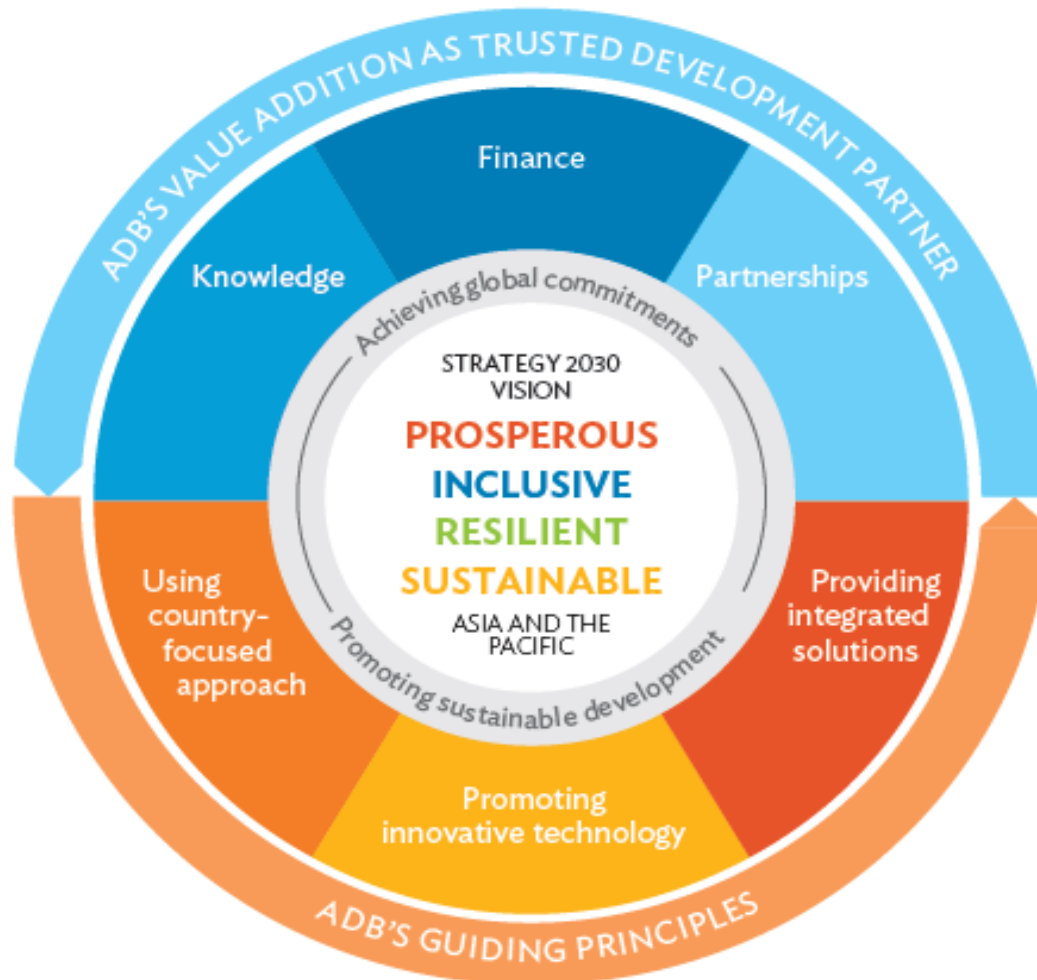 ADB'S VALUE ADDITION AS TRUSTED DEVELOPMENT PARTNER
Finance
Knowledge
Partnerships
Achieving global commitments
STRATEGY 2030
VISION
PROSPEROUS
INCLUSIVE
RESILIENT
SUSTAINABLE
ASIA AND THE
PACIFIC
Promoting sustainable development
Using
country-
focused
approach
Providing
integrated
solutions
Promoting
innovative technology
ADB'S GUIDING PRINCIPLES